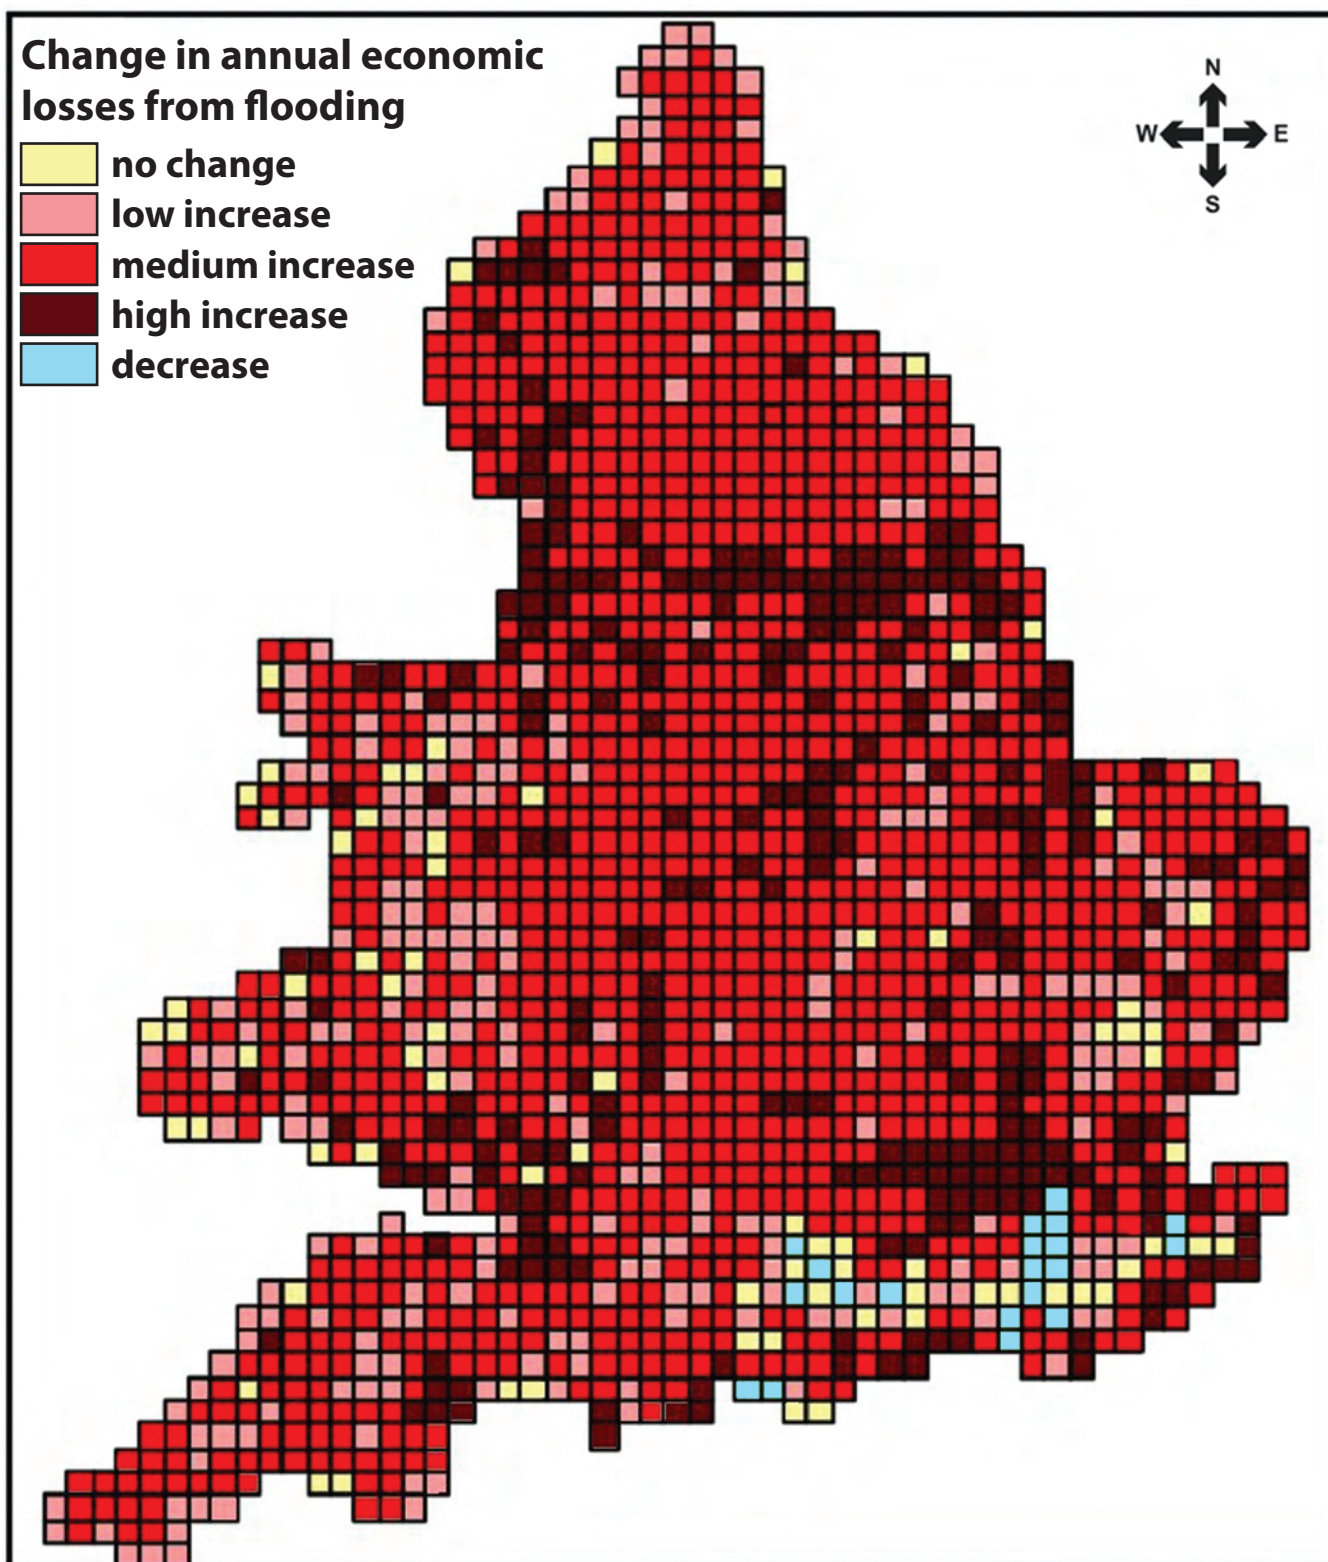 Change in annual economic
losses from flooding
no change
low increase
medium increase
high increase
decrease
N
W E
S